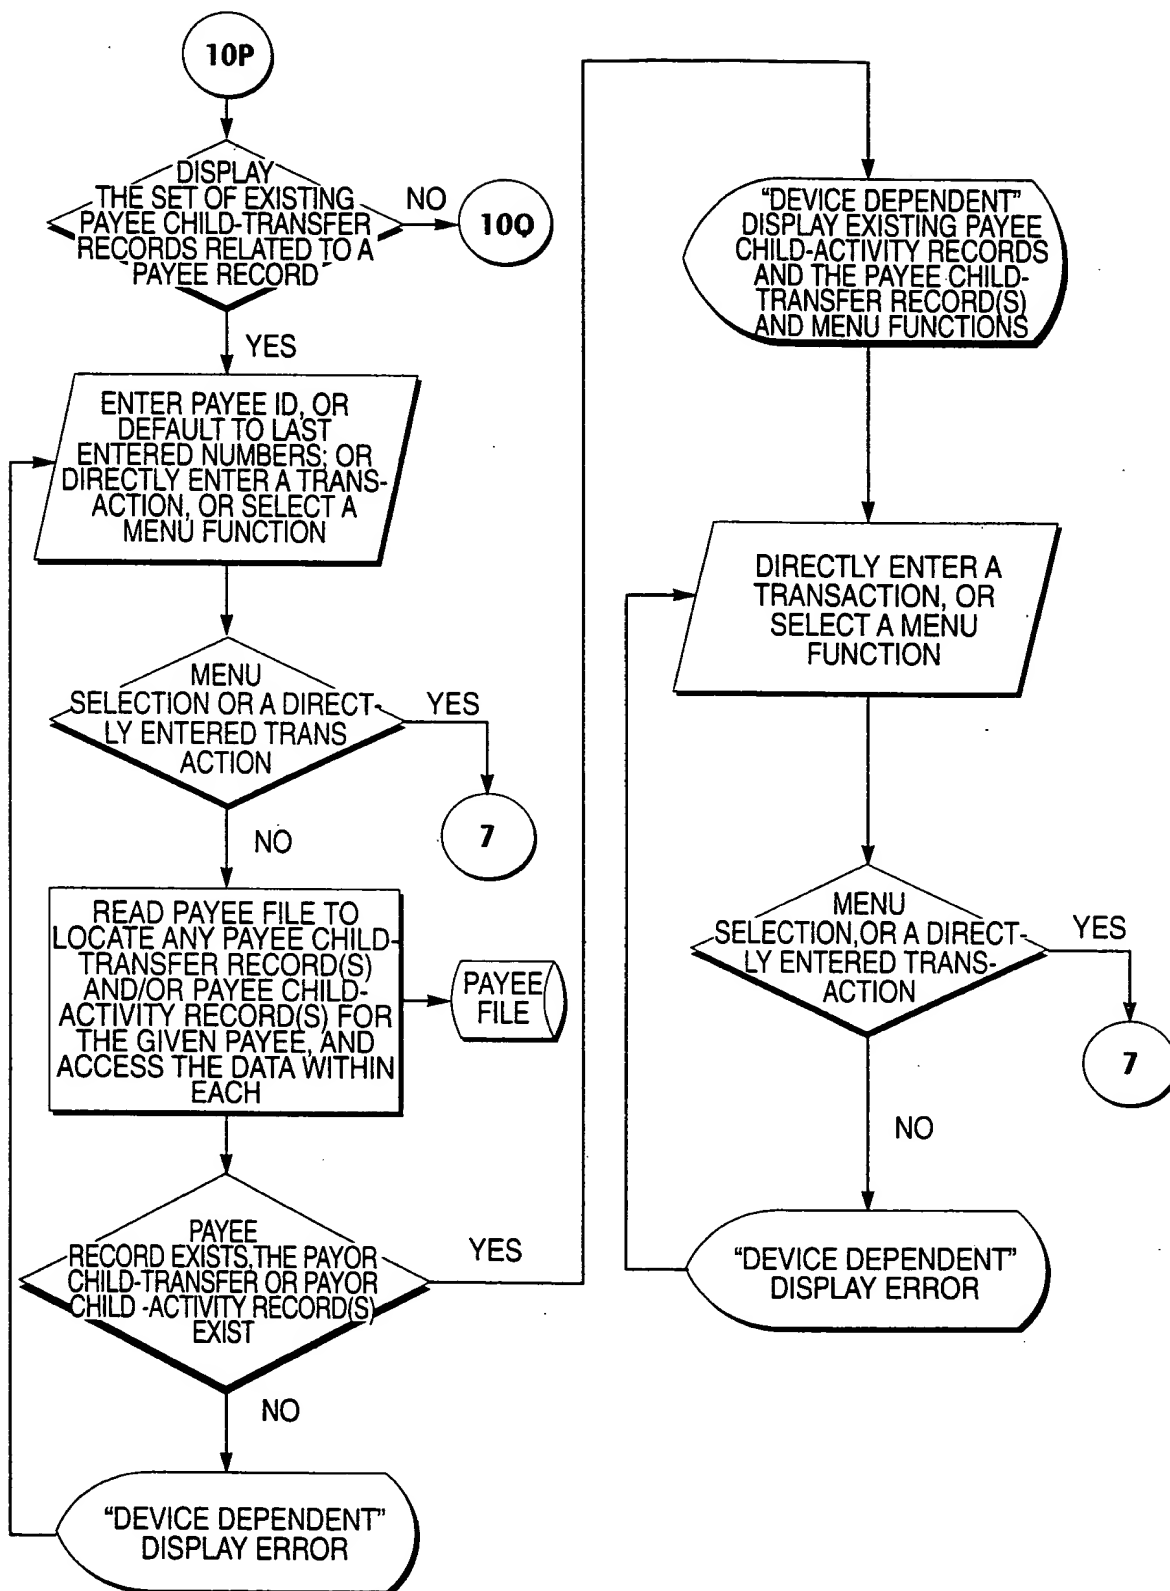 10P
DISPLAY
THE SET OF EXISTING
PAYEE CHILD-TRANSFER
RECORDS RELATED TO A
PAYEE RECORD
NO
10Q
YES
ENTER PAYEE ID, OR
DEFAULT TO LAST
ENTERED NUMBERS; OR
DIRECTLY ENTER A TRANS-
ACTION, OR SELECT A
MENU FUNCTION
MENU
SELECTION OR A DIRECT-
LY ENTERED TRANS
ACTION
YES
7
NO
READ PAYEE FILE TO
LOCATE ANY PAYEE CHILD-
TRANSFER RECORD(S)
AND/OR PAYEE CHILD-
ACTIVITY RECORD(S) FOR
THE GIVEN PAYEE, AND
ACCESS THE DATA WITHIN
EACH
PAYEE
FILE
PAYEE
RECORD EXISTS,THE PAYOR
CHILD-TRANSFER OR PAYOR
CHILD -ACTIVITY RECORD(S)
EXIST
YES
NO
"DEVICE DEPENDENT"
DISPLAY ERROR
"DEVICE DEPENDENT"
DISPLAY EXISTING PAYEE
CHILD-ACTIVITY RECORDS
AND THE PAYEE CHILD-
TRANSFER RECORD(S)
AND MENU FUNCTIONS
DIRECTLY ENTER A
TRANSACTION, OR
SELECT A MENU
FUNCTION
MENU
SELECTION,OR A DIRECT-
LY ENTERED TRANS-
ACTION
YES
7
NO
"DEVICE DEPENDENT"
DISPLAY ERROR